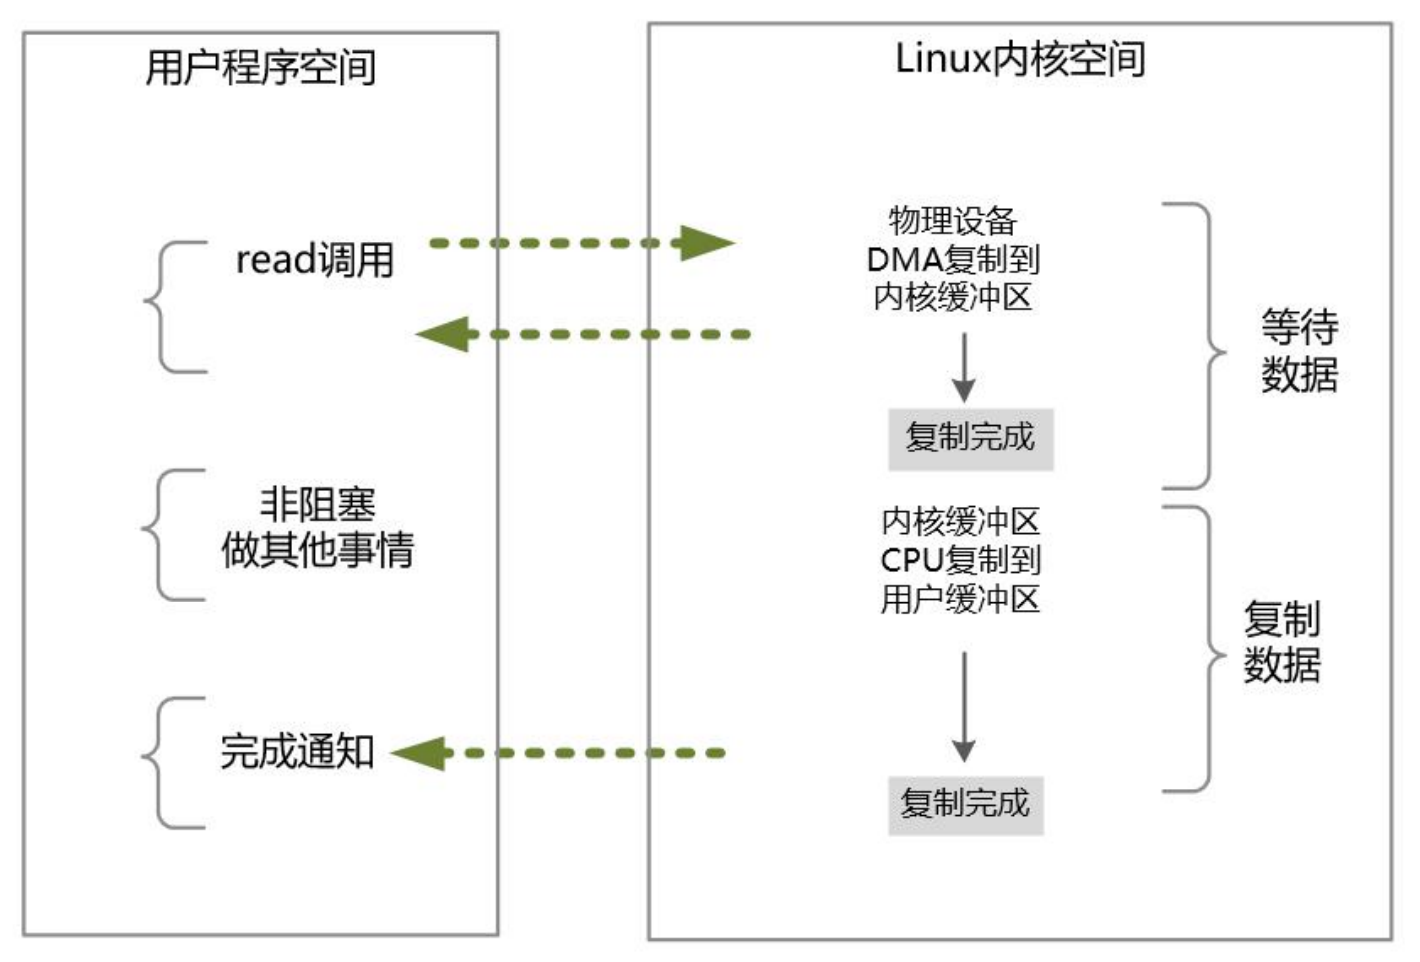 用户程序空间
Linux内核空间
read调用
物理设备
DMA复制到
内核缓冲区
等待
数据
复制完成
非阻塞
做其他事情
内核缓冲区
CPU复制到
用户缓冲区
复制
数据
完成通知
复制完成